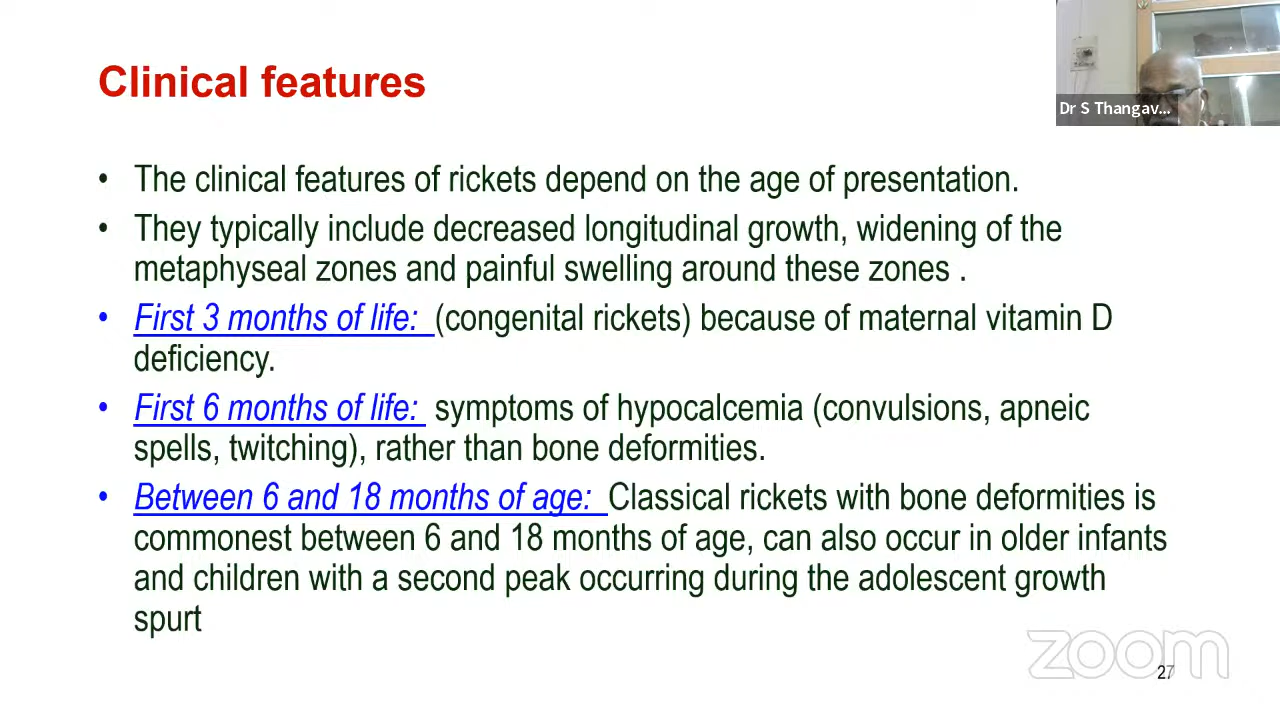 Clinical features
Dr S Thangav...
• The clinical features of rickets depend on the age of presentation.
• They typically include decreased longitudinal growth, widening of the
metaphyseal zones and painful swelling around these zones .
• First 3 months of life: (congenital rickets) because of maternal vitamin D
deficiency.
• First 6 months of life: symptoms of hypocalcemia (convulsions, apneic
spells, twitching), rather than bone deformities.
• Between 6 and 18 months of age: Classical rickets with bone deformities is
commonest between 6 and 18 months of age, can also occur in older infants
and children with a second peak occurring during the adolescent growth
spurt
zoom
27